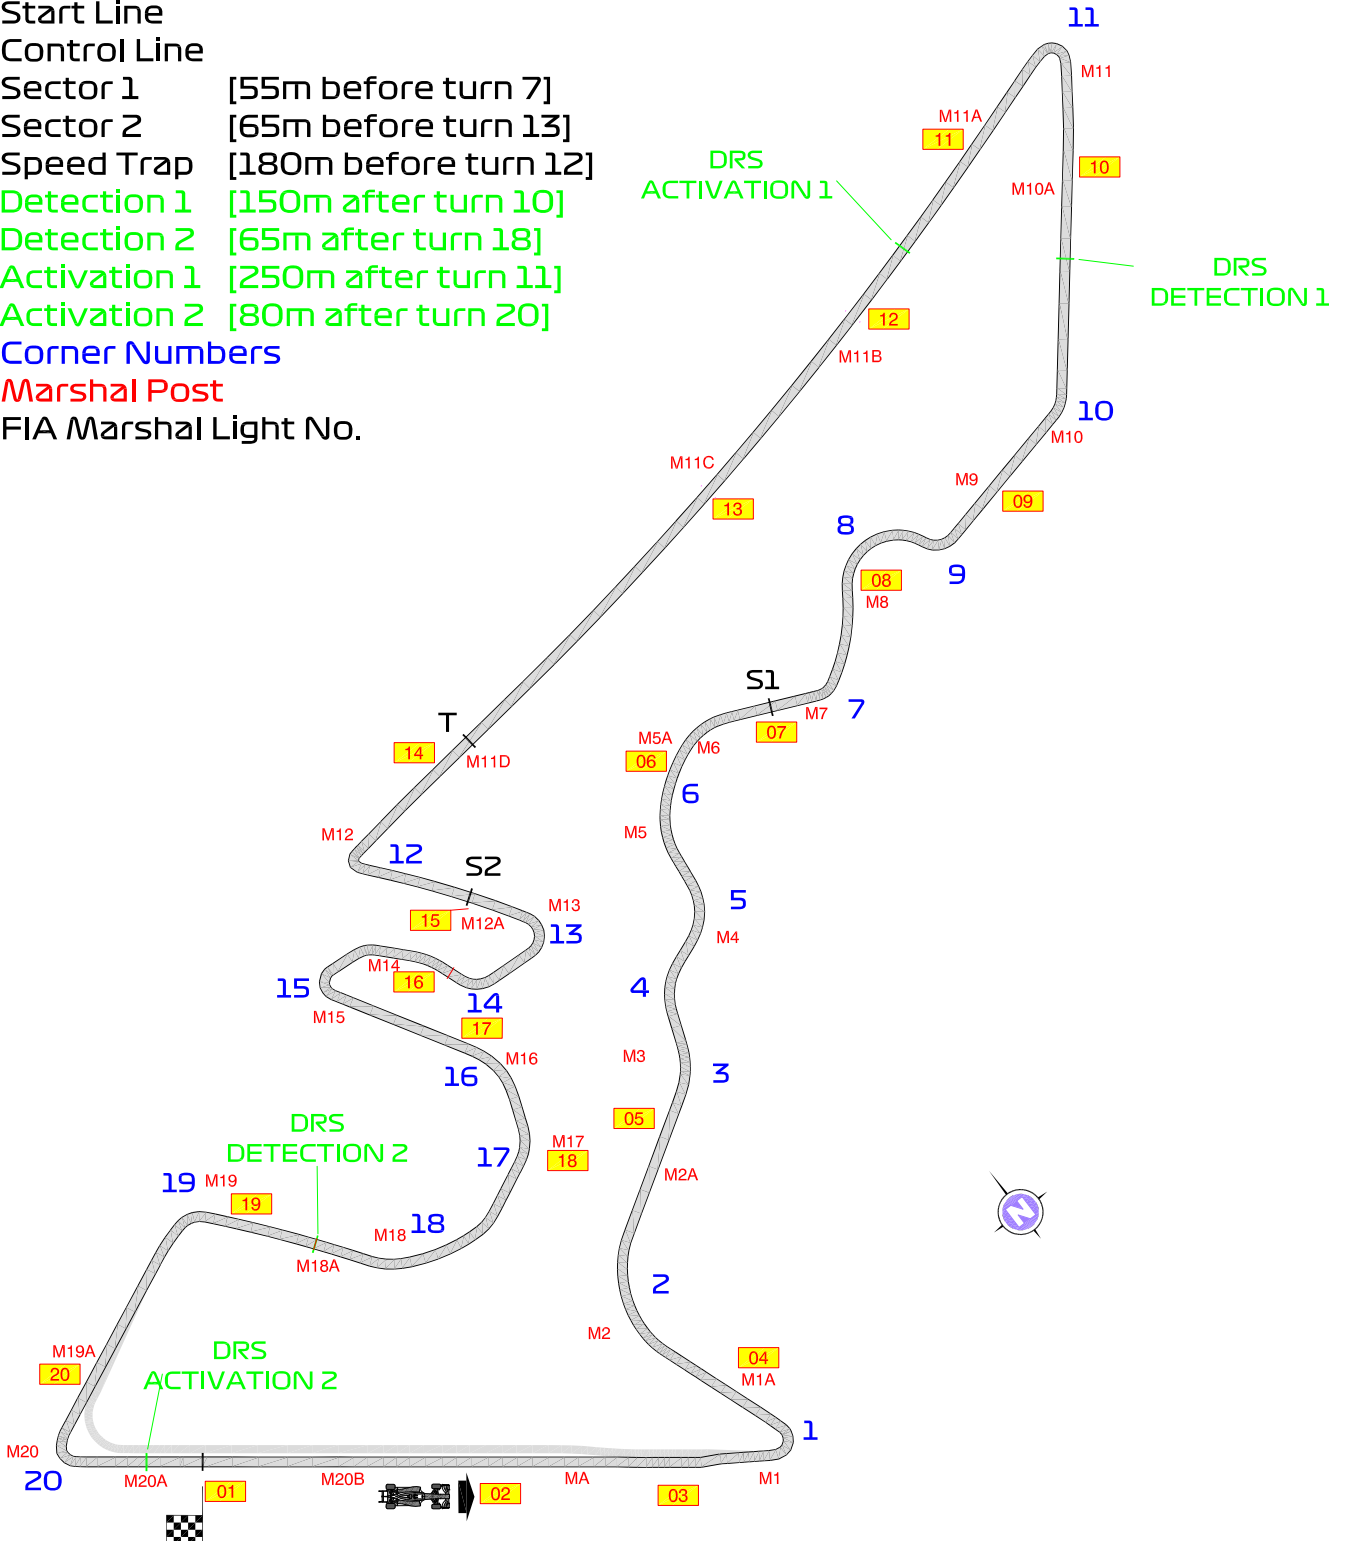 Start Line
Control Line
Sector 1 [55m before turn 7]
Sector 2 [65m before turn 13]
Speed Trap [180m before turn 12]
Detection 1 [150m after turn 10]
Detection 2 [65m after turn 18]
Activation 1 [250m after turn 11]
Activation 2 [80m after turn 20]
Corner Numbers
Marshal Post
FIA Marshal Light No.
11
M11
M11A
11
10
DRS
ACTIVATION 1
M10A
DRS
DETECTION 1
12
M11B
10
M10
M11C
M9
09
13
8
9
08
M8
S1
7
M7
T
07
M5A
M6
14
M11D
06
6
M12
M5
12
S2
5
M13
15
M12A
13
M4
M14
16
15
14
4
M15
17
M16
M3
16
3
05
DRS
DETECTION 2
M17
17
18
M2A
19
M19
19
N
18
M18
M18A
2
M2
DRS
ACTIVATION 2
M19A
20
04
M1A
1
M20
20
M20A
M20B
MA
M1
01
02
03